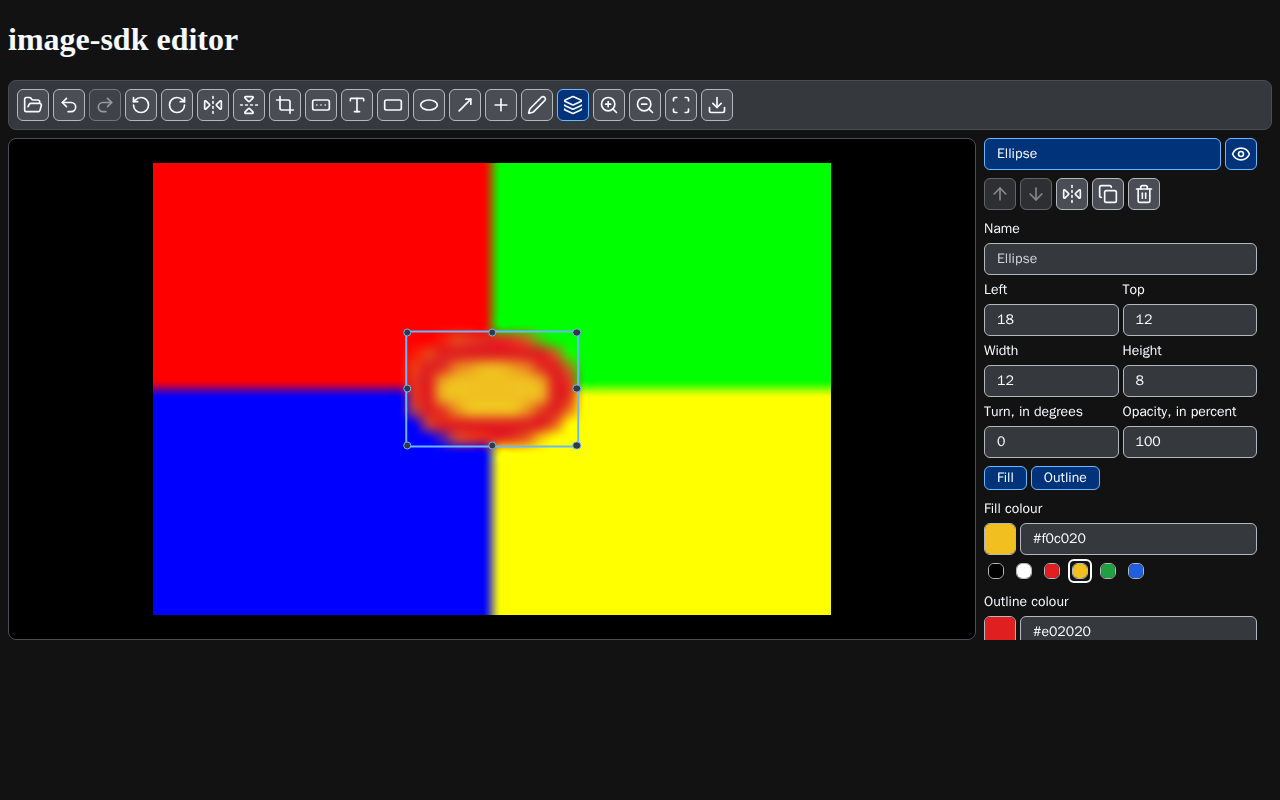 image-sdk editor
Ellipse
Name
Ellipse
Left Top
18 12
Width Height
12 8
Turn, in degrees Opacity, in percent
0 100
Fill Outline
Fill colour
#f0c020
Outline colour
#e02020